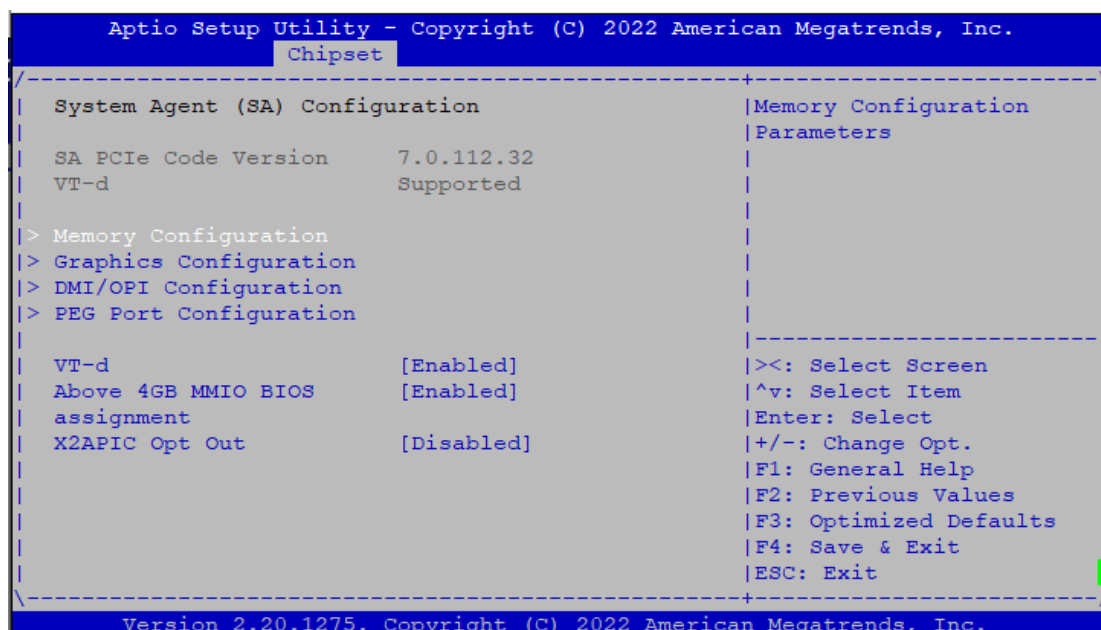 Aptio Setup Utility - Copyright (C) 2022 American Megatrends, Inc.
Chipset
System Agent (SA) Configuration
SA PCIe Code Version 7.0.112.32
VT-d Supported
> Memory Configuration
> Graphics Configuration
> DMI/OPI Configuration
> PEG Port Configuration
VT-d [Enabled]
Above 4GB MMIO BIOS [Enabled]
assignment
X2APIC Opt Out [Disabled]
Memory Configuration
Parameters
><: Select Screen
^v: Select Item
Enter: Select
+/-: Change Opt.
F1: General Help
F2: Previous Values
F3: Optimized Defaults
F4: Save & Exit
ESC: Exit
Version 2.20.1275. Copyright (C) 2022 American Megatrends, Inc.